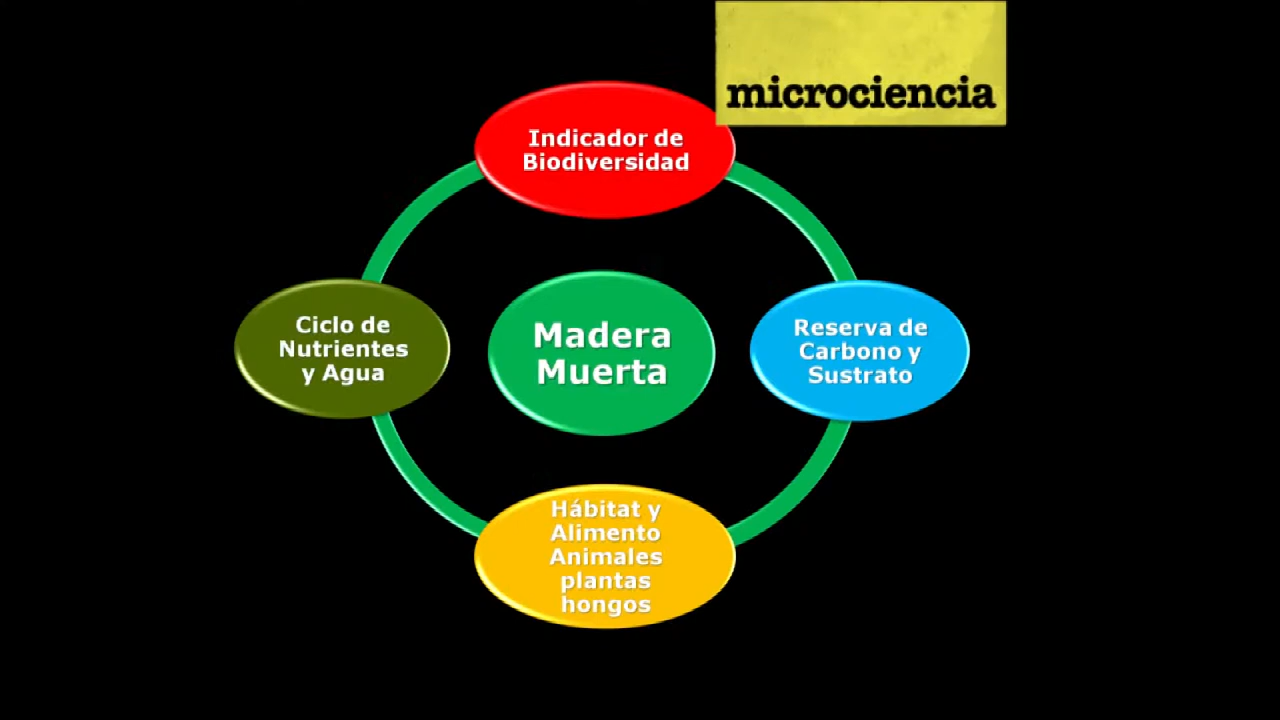 microciencia
Indicador de
Biodiversidad
Ciclo de
Nutrientes
y Agua
Madera
Muerta
Reserva de
Carbono y
Sustrato
Hábitat y
Alimento
Animales
plantas
hongos